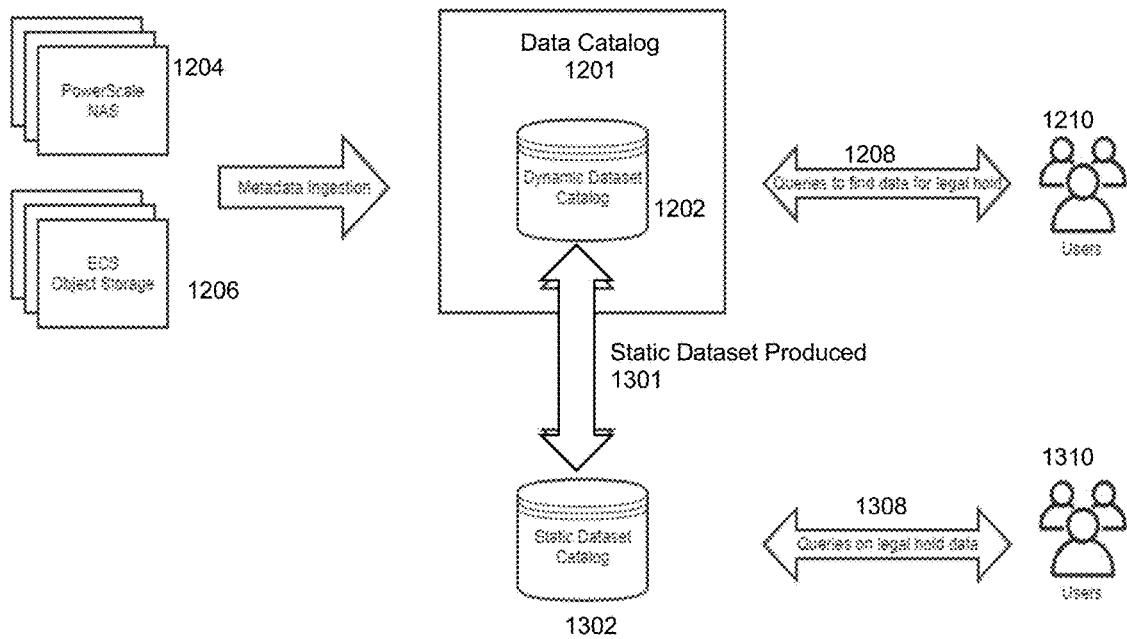 1204
PowerScale
NAS
ECS
Object Storage
1206
Metadata Ingestion
Data Catalog
1201
Dynamic Dataset
Catalog
1202
1208
Queries to find data for legal hold
1210
Users
Static Dataset Produced
1301
Static Dataset
Catalog
1302
1308
Queries on legal hold data
1310
Users